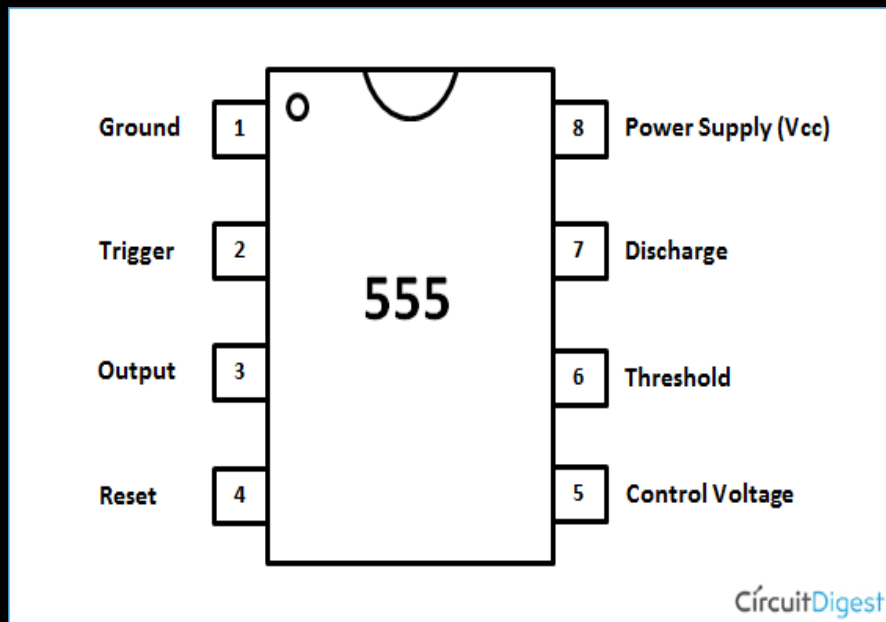 Ground 1 8 Power Supply (Vcc)
Trigger 2 7 Discharge
555
Output 3 6 Threshold
Reset 4 5 Control Voltage
CircuitDigest